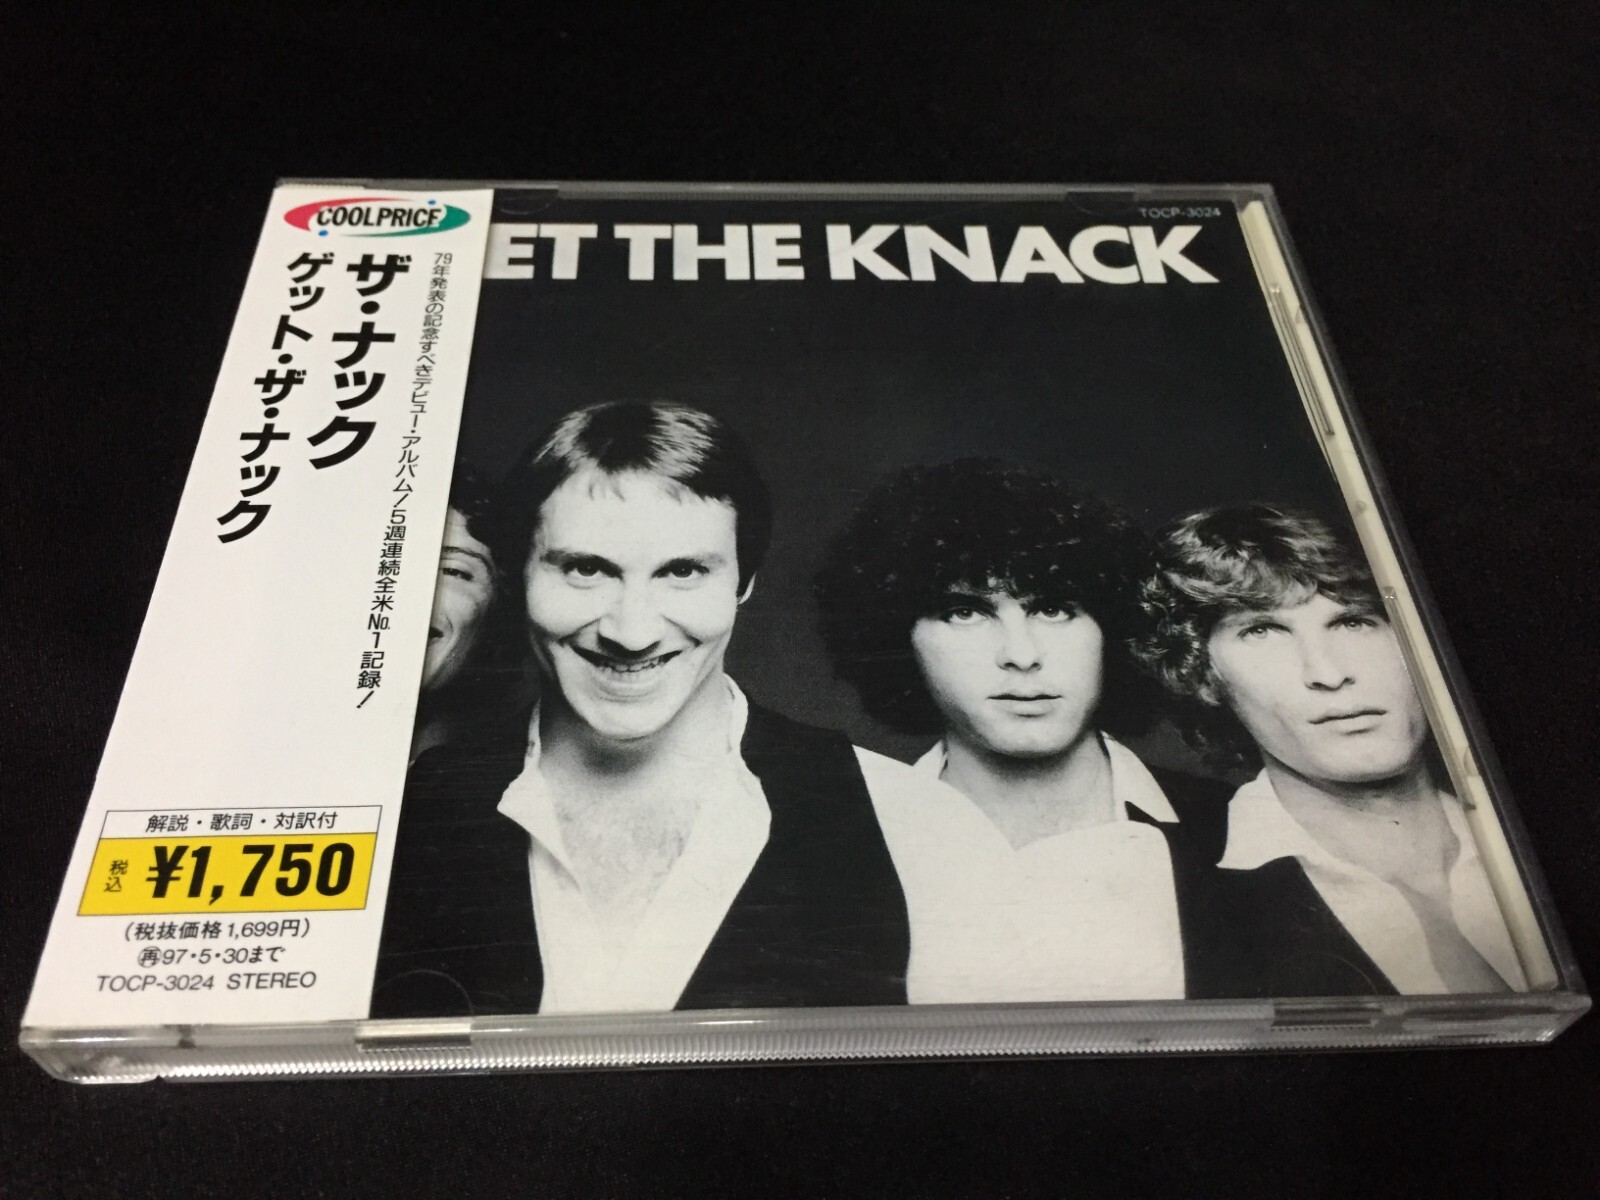 COOLPRICE
79年発表の記念すべきデビュー・アルバム!5週連続全米No.1記録!
ザ・ナック
ゲット・ザ・ナック
解説・歌詞・対訳付
税込 ¥1,750
(税抜価格1,699円)
再97・5・30まで
TOCP-3024 STEREO
TOCP-3024
ET THE KNACK